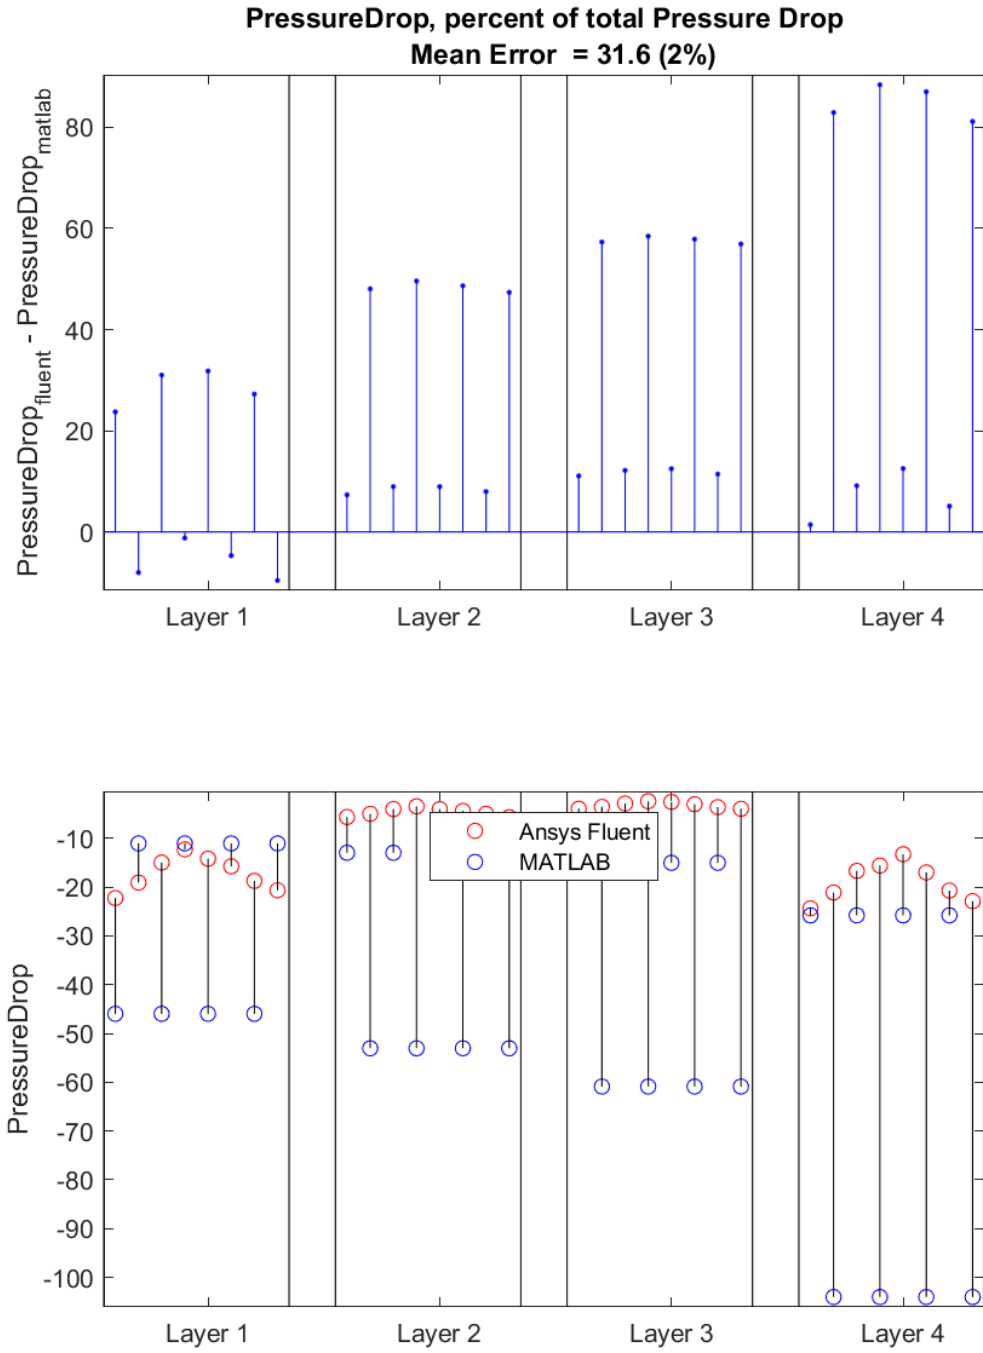 PressureDrop, percent of total Pressure Drop
Mean Error = 31.6 (2%)
PressureDrop_fluent - PressureDrop_matlab
80
60
40
20
0
Layer 1 Layer 2 Layer 3 Layer 4
PressureDrop
-10
-20
-30
-40
-50
-60
-70
-80
-90
-100
Ansys Fluent
MATLAB
Layer 1 Layer 2 Layer 3 Layer 4